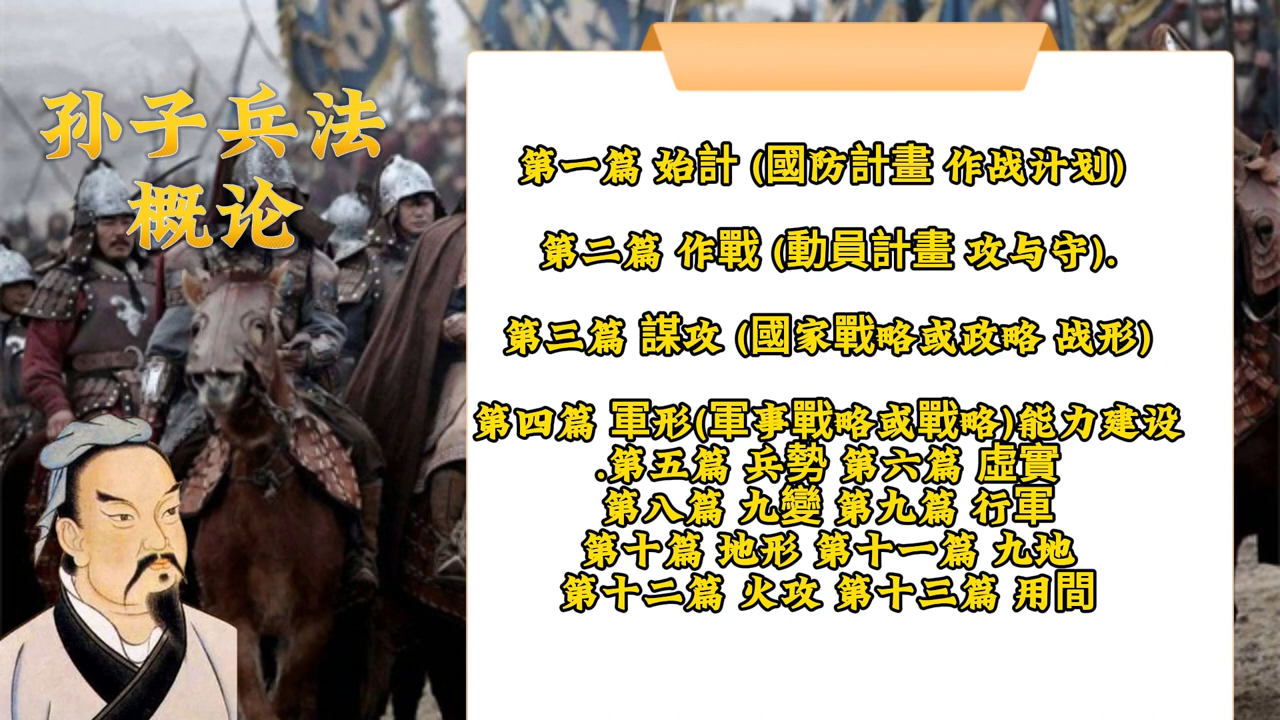 孙子兵法
概论
第一篇 始計 (國防計畫 作战计划)
第二篇 作戰 (動員計畫 攻与守).
第三篇 謀攻 (國家戰略或政略 战形)
第四篇 軍形(軍事戰略或戰略)能力建设
.第五篇 兵勢 第六篇 虛實
第八篇 九變 第九篇 行軍
第十篇 地形 第十一篇 九地
第十二篇 火攻 第十三篇 用間